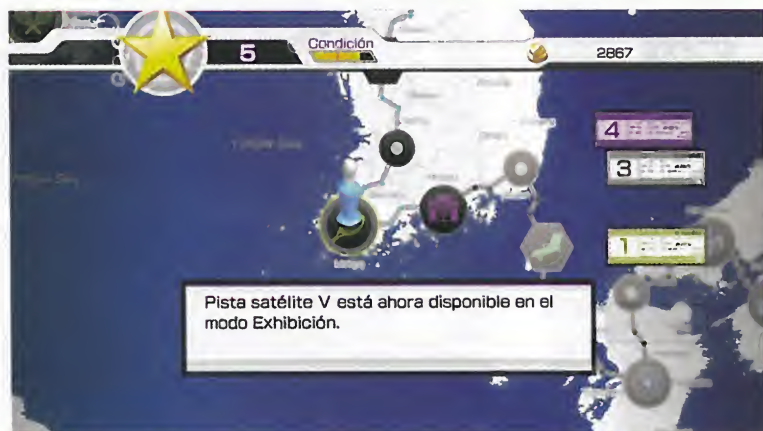 5
Condición
2867
4
3
1
Pista satélite V está ahora disponible en el
modo Exhibición.